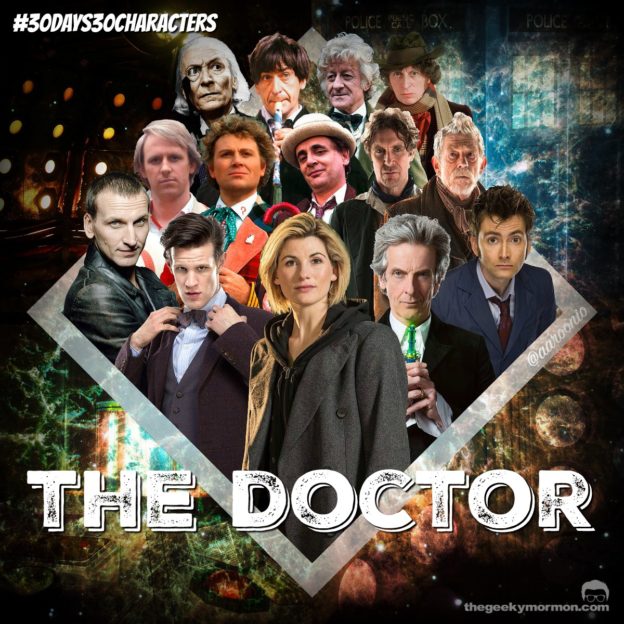 #30DAYS30CHARACTERS
POLICE BOX
POLICE
@aaroonio
THE DOCTOR
thegeekymormon.com